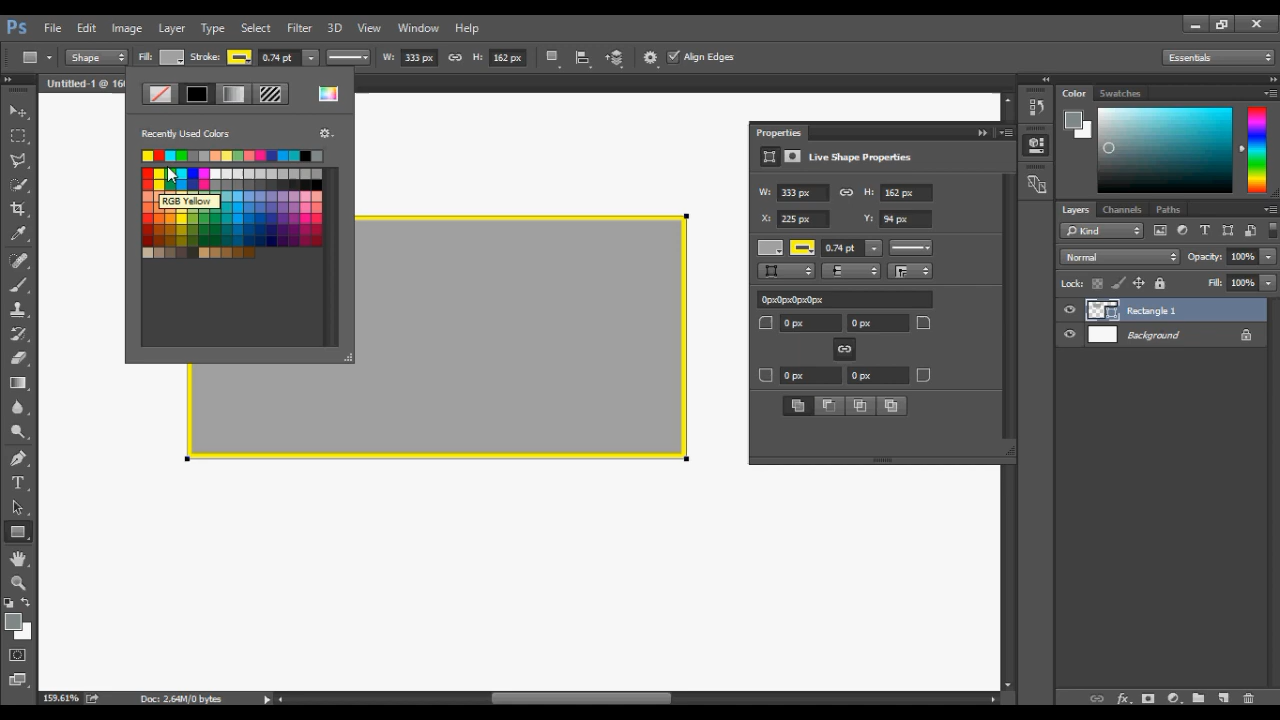 Ps File Edit Image Layer Type Select Filter 3D View Window Help
Shape Fill: Stroke: 0.74 pt W: 333 px H: 162 px Align Edges Essentials
Untitled-1 @ 16
Recently Used Colors
RGB Yellow
Properties
Live Shape Properties
W: 333 px H: 162 px
X: 225 px Y: 94 px
0.74 pt
0px0px0px0px
0 px 0 px
0 px 0 px
Color Swatches
Layers Channels Paths
Kind
Normal Opacity: 100%
Lock: Fill: 100%
Rectangle 1
Background
159.61% Doc: 2.64M/0 bytes